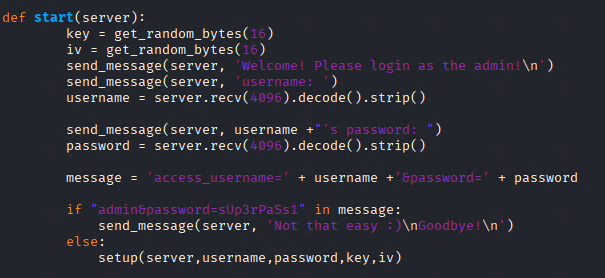 def start(server):
key = get_random_bytes(16)
iv = get_random_bytes(16)
send_message(server, 'Welcome! Please login as the admin!\n')
send_message(server, 'username: ')
username = server.recv(4096).decode().strip()
send_message(server, username +"'s password: ")
password = server.recv(4096).decode().strip()
message = 'access_username=' + username +'&password=' + password
if "admin&password=sUp3rPaSs1" in message:
send_message(server, 'Not that easy :)\nGoodbye!\n')
else:
setup(server,username,password,key,iv)